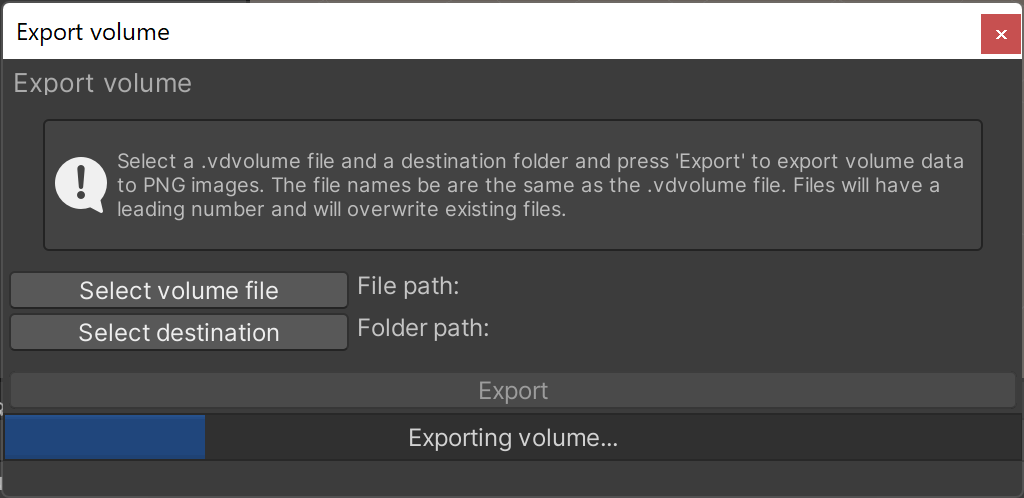 Export volume
Export volume
Select a .vdvolume file and a destination folder and press 'Export' to export volume data
to PNG images. The file names be are the same as the .vdvolume file. Files will have a
leading number and will overwrite existing files.
Select volume file
File path:
Select destination
Folder path:
Export
Exporting volume...